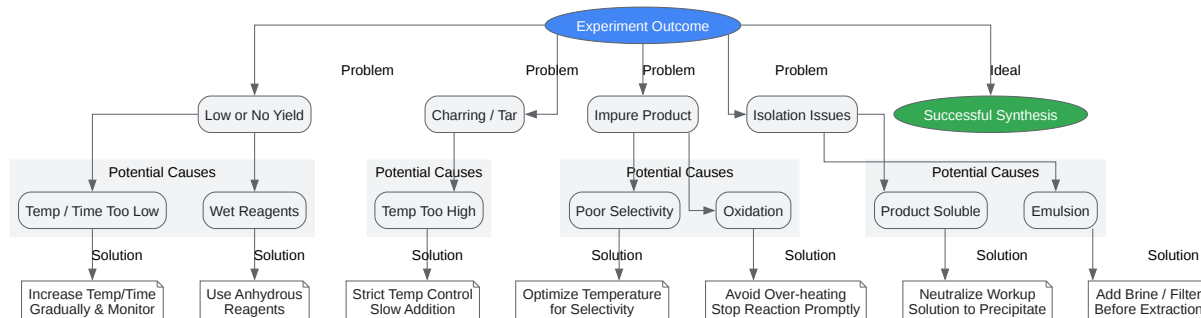 Experiment Outcome
Problem
Problem
Problem
Problem
Ideal
Low or No Yield
Charring / Tar
Impure Product
Isolation Issues
Successful Synthesis
Potential Causes
Potential Causes
Potential Causes
Potential Causes
Temp / Time Too Low
Wet Reagents
Temp Too High
Poor Selectivity
Oxidation
Product Soluble
Emulsion
Solution
Solution
Solution
Solution
Solution
Solution
Solution
Increase Temp/Time
Gradually & Monitor
Use Anhydrous
Reagents
Strict Temp Control
Slow Addition
Optimize Temperature
for Selectivity
Avoid Over-heating
Stop Reaction Promptly
Neutralize Workup
Solution to Precipitate
Add Brine / Filter
Before Extraction